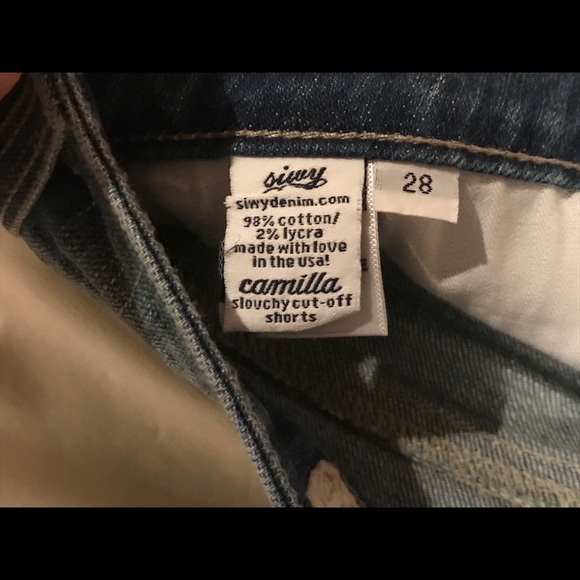 siwy
siwydenim.com
98% cotton/
2% lycra
made with love
in the usa!
camilla
slouchy cut-off
shorts
28